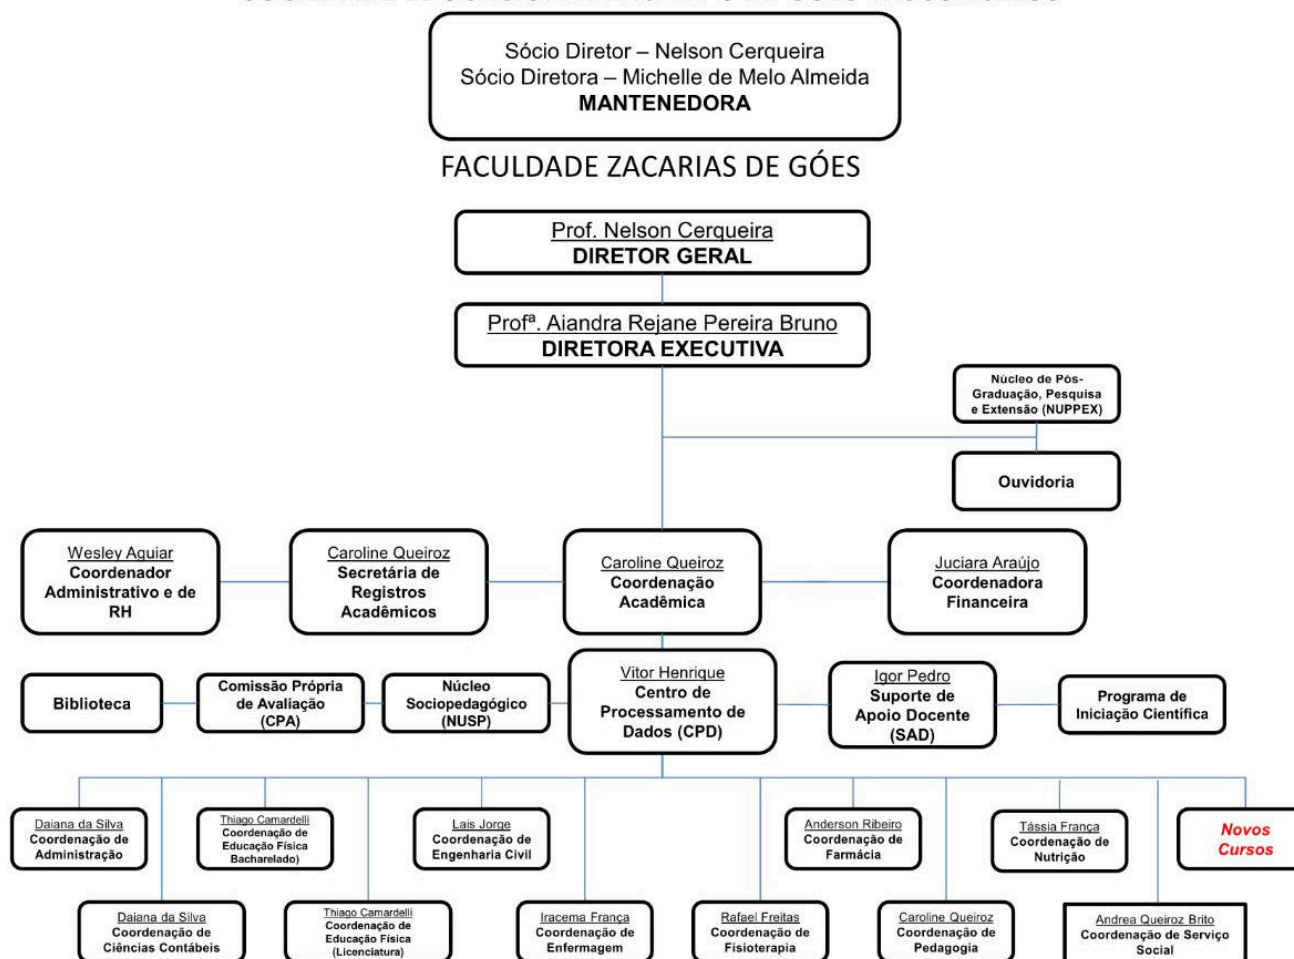 Sócio Diretor – Nelson Cerqueira
Sócio Diretora – Michelle de Melo Almeida
MANTENEDORA
FACULDADE ZACARIAS DE GÓES
Prof. Nelson Cerqueira
DIRETOR GERAL
Profª. Aiandra Rejane Pereira Bruno
DIRETORA EXECUTIVA
Núcleo de Pós-
Graduação, Pesquisa
e Extensão (NUPPEX)
Ouvidoria
Wesley Aguiar
Coordenador
Administrativo e de
RH
Caroline Queiroz
Secretária de
Registros
Acadêmicos
Caroline Queiroz
Coordenação
Acadêmica
Juciara Araújo
Coordenadora
Financeira
Biblioteca
Comissão Própria
de Avaliação
(CPA)
Núcleo
Sociopedagógico
(NUSP)
Vitor Henrique
Centro de
Processamento de
Dados (CPD)
Igor Pedro
Suporte de
Apoio Docente
(SAD)
Programa de
Iniciação Científica
Daiana da Silva
Coordenação de
Administração
Thiago Camardelli
Coordenação de
Educação Física
Bacharelado)
Lais Jorge
Coordenação de
Engenharia Civil
Anderson Ribeiro
Coordenação de
Farmácia
Tássia França
Coordenação de
Nutrição
Novos
Cursos
Daiana da Silva
Coordenação de
Ciências Contábeis
Thiago Camardelli
Coordenação de
Educação Física
(Licenciatura)
Iracema França
Coordenação de
Enfermagem
Rafael Freitas
Coordenação de
Fisioterapia
Caroline Queiroz
Coordenação de
Pedagogia
Andrea Queiroz Brito
Coordenação de Serviço
Social